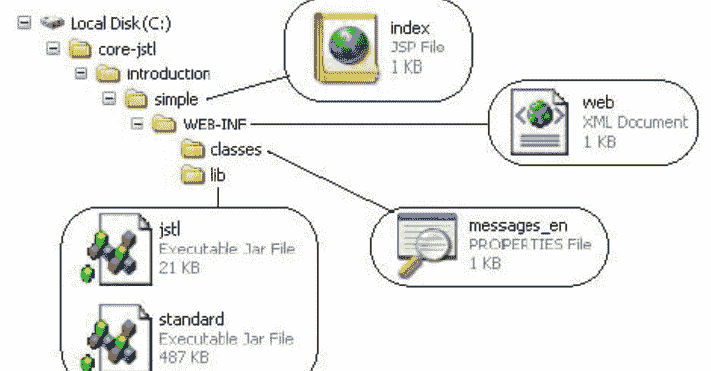 Local Disk (C:)
core-jstl
introduction
simple
WEB-INF
classes
lib
index
JSP File
1 KB
web
XML Document
1 KB
messages_en
PROPERTIES File
1 KB
jstl
Executable Jar File
21 KB
standard
Executable Jar File
487 KB